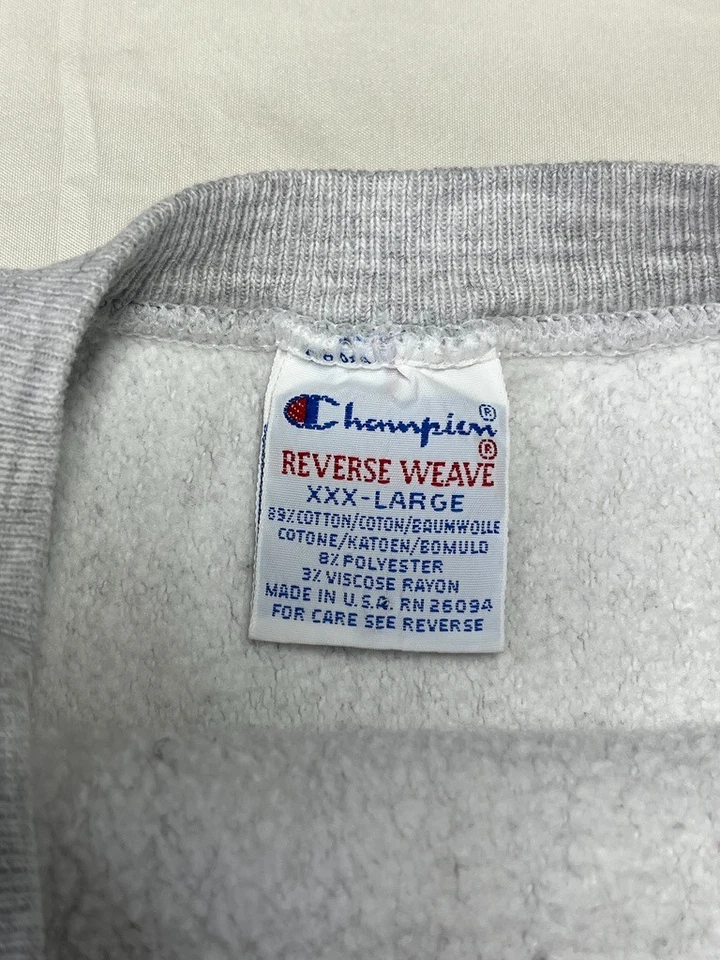 Champion®
®
REVERSE WEAVE
XXX-LARGE
89%COTTON/COTON/BAUMWOLLE
COTONE/KATOEN/BOMULD
8% POLYESTER
3% VISCOSE RAYON
MADE IN U.S.A. RN 26094
FOR CARE SEE REVERSE